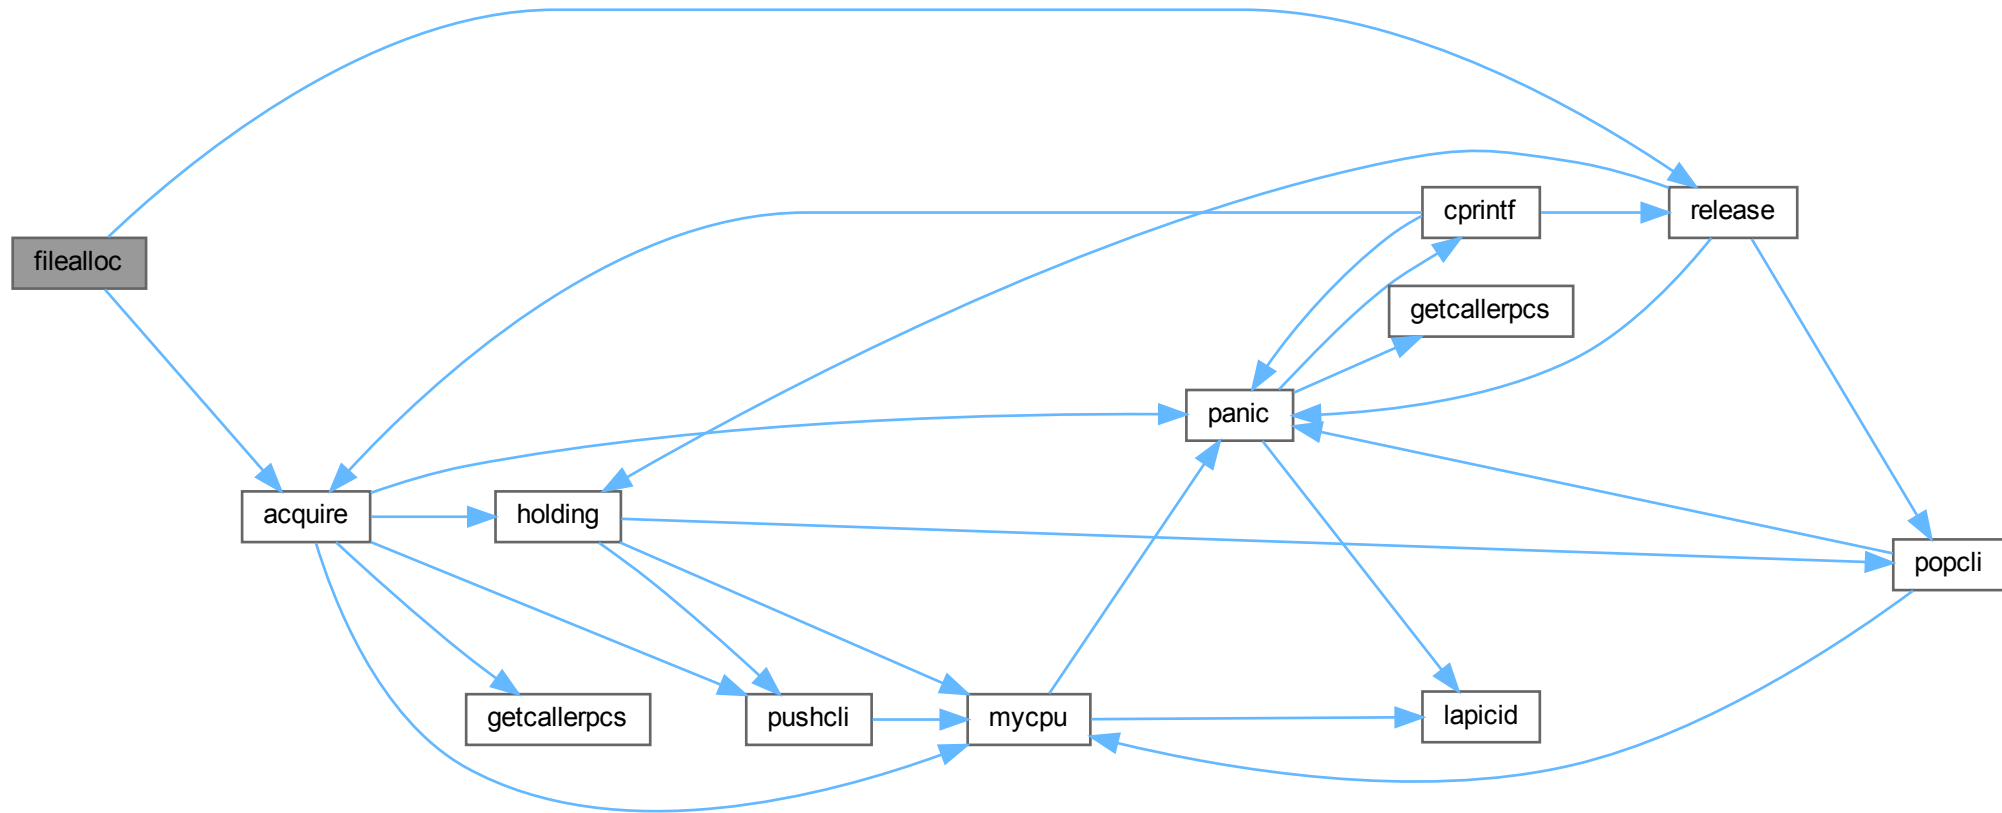 filealloc
cprintf
release
getcallerpcs
panic
acquire
holding
popcli
getcallerpcs
pushcli
mycpu
lapicid